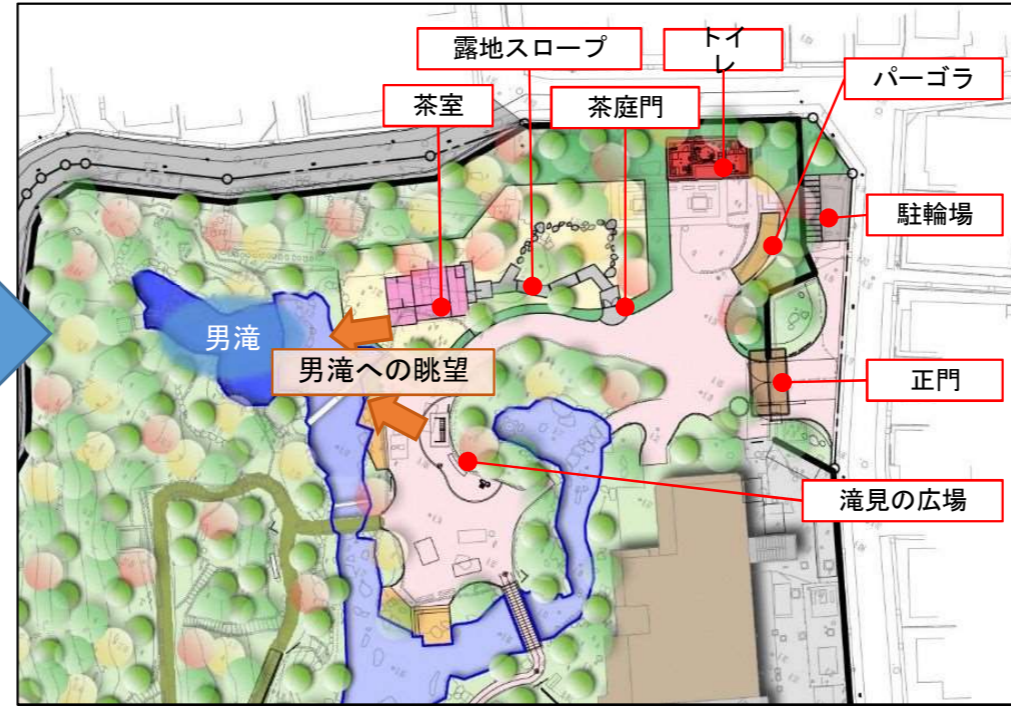 露地スロープ
トイ
レ
パーゴラ
茶室
茶庭門
駐輪場
男滝
男滝への眺望
正門
滝見の広場